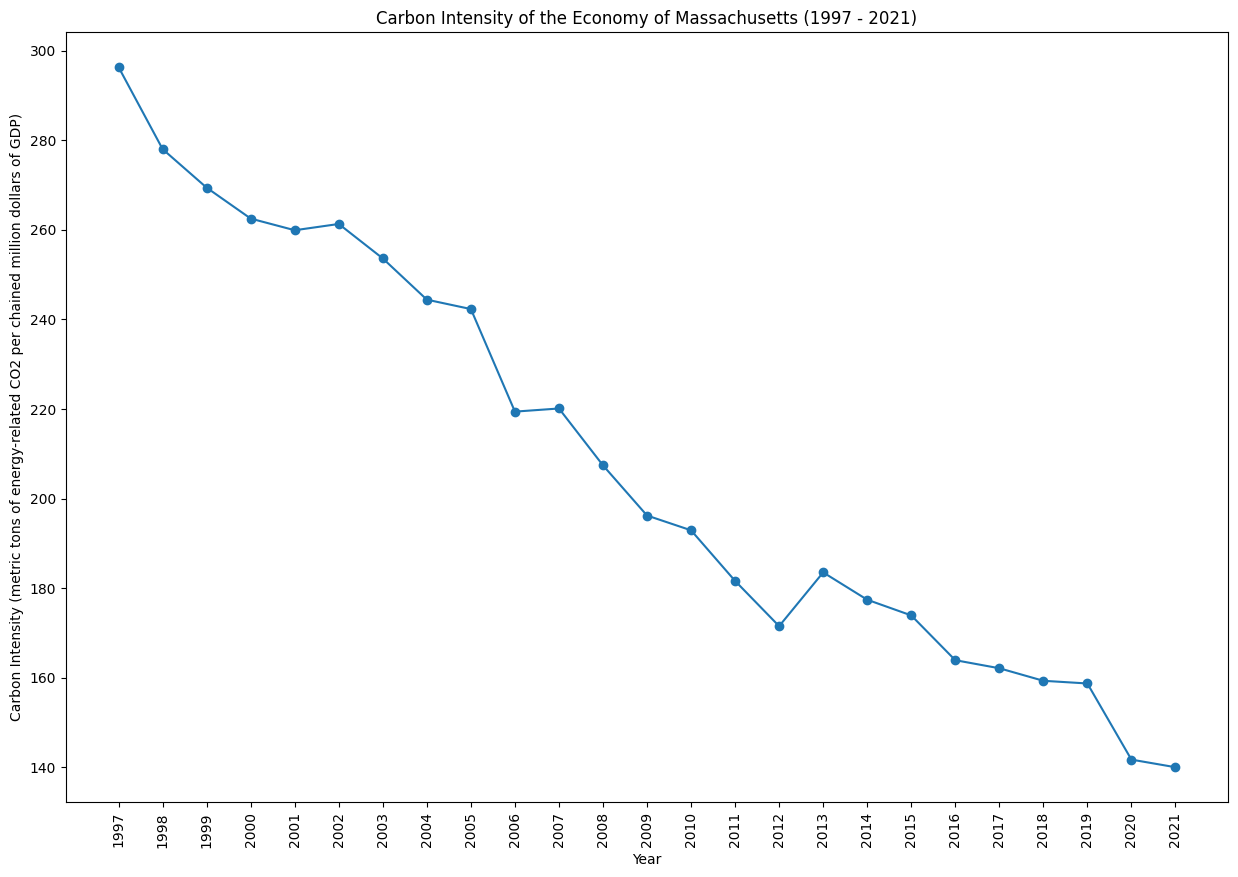 Carbon Intensity of the Economy of Massachusetts (1997 - 2021)
Carbon Intensity (metric tons of energy-related CO2 per chained million dollars of GDP)
300
280
260
240
220
200
180
160
140
1997 1998 1999 2000 2001 2002 2003 2004 2005 2006 2007 2008 2009 2010 2011 2012 2013 2014 2015 2016 2017 2018 2019 2020 2021
Year